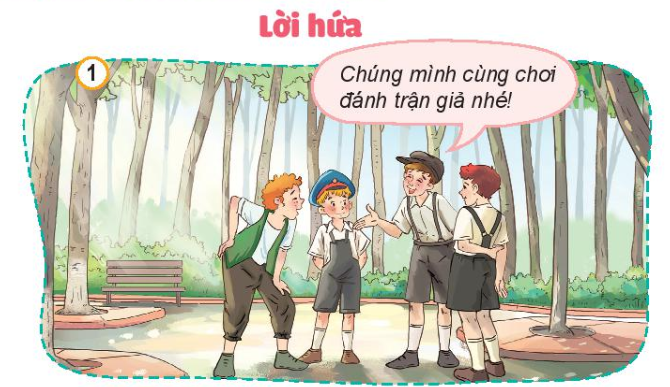 Lời hứa
1
Chúng mình cùng chơi
đánh trận giả nhé!